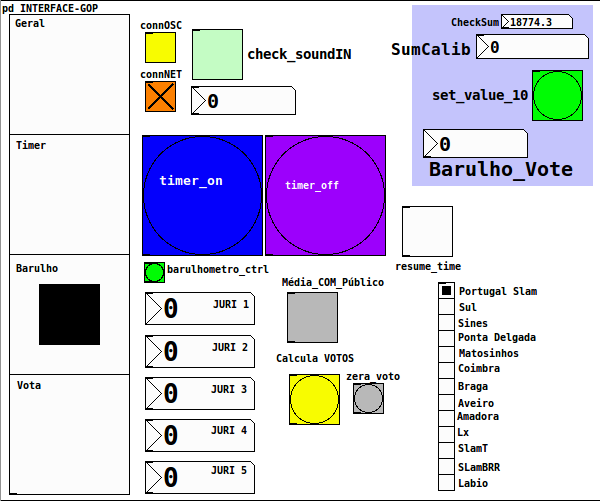 pd INTERFACE-GOP
Geral
connOSC
check_soundIN
connNET
0
CheckSum 18774.3
SumCalib 0
set_value_10
0
Barulho_Vote
Timer
timer_on
timer_off
resume_time
Barulho
barulhometro_ctrl
Média_COM_Público
0 JURI 1
0 JURI 2
Calcula VOTOS
zera_voto
Vota
0 JURI 3
0 JURI 4
0 JURI 5
Portugal Slam
Sul
Sines
Ponta Delgada
Matosinhos
Coimbra
Braga
Aveiro
Amadora
Lx
SlamT
SLamBRR
Labio